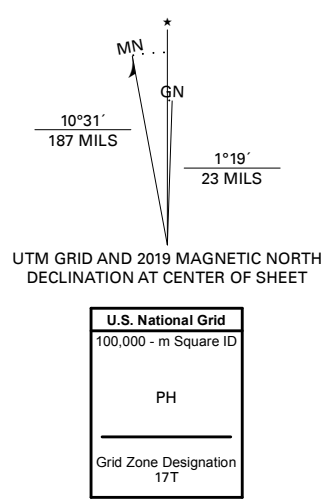 ★
MN
GN
10°31´
187 MILS
1°19´
23 MILS
UTM GRID AND 2019 MAGNETIC NORTH
DECLINATION AT CENTER OF SHEET
U.S. National Grid
100,000 - m Square ID
PH
Grid Zone Designation
17T